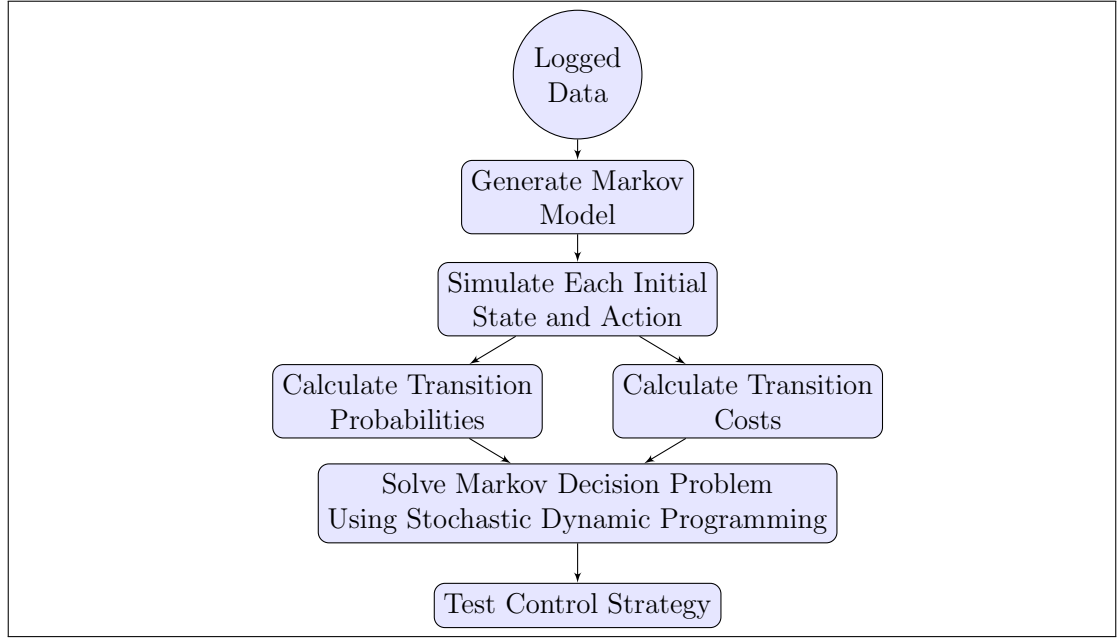 Logged
Data
Generate Markov
Model
Simulate Each Initial
State and Action
Calculate Transition
Probabilities
Calculate Transition
Costs
Solve Markov Decision Problem
Using Stochastic Dynamic Programming
Test Control Strategy